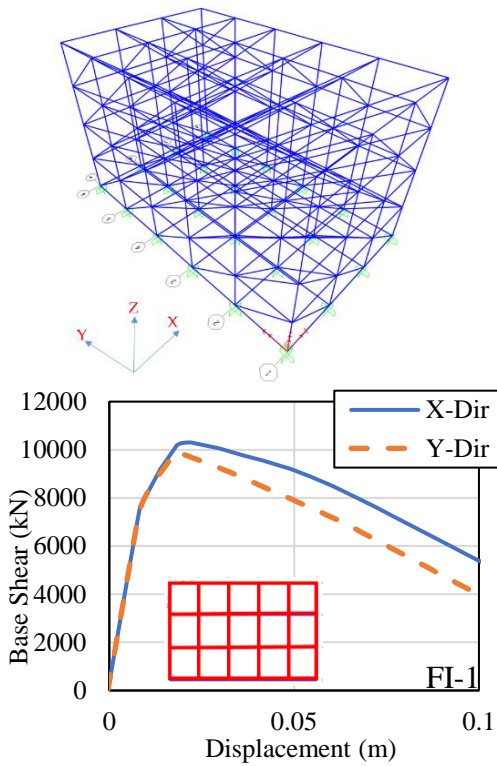 Z
Y
X
12000
10000
8000
6000
4000
2000
0
Base Shear (kN)
X-Dir
Y-Dir
FI-1
0
0.05
0.1
Displacement (m)